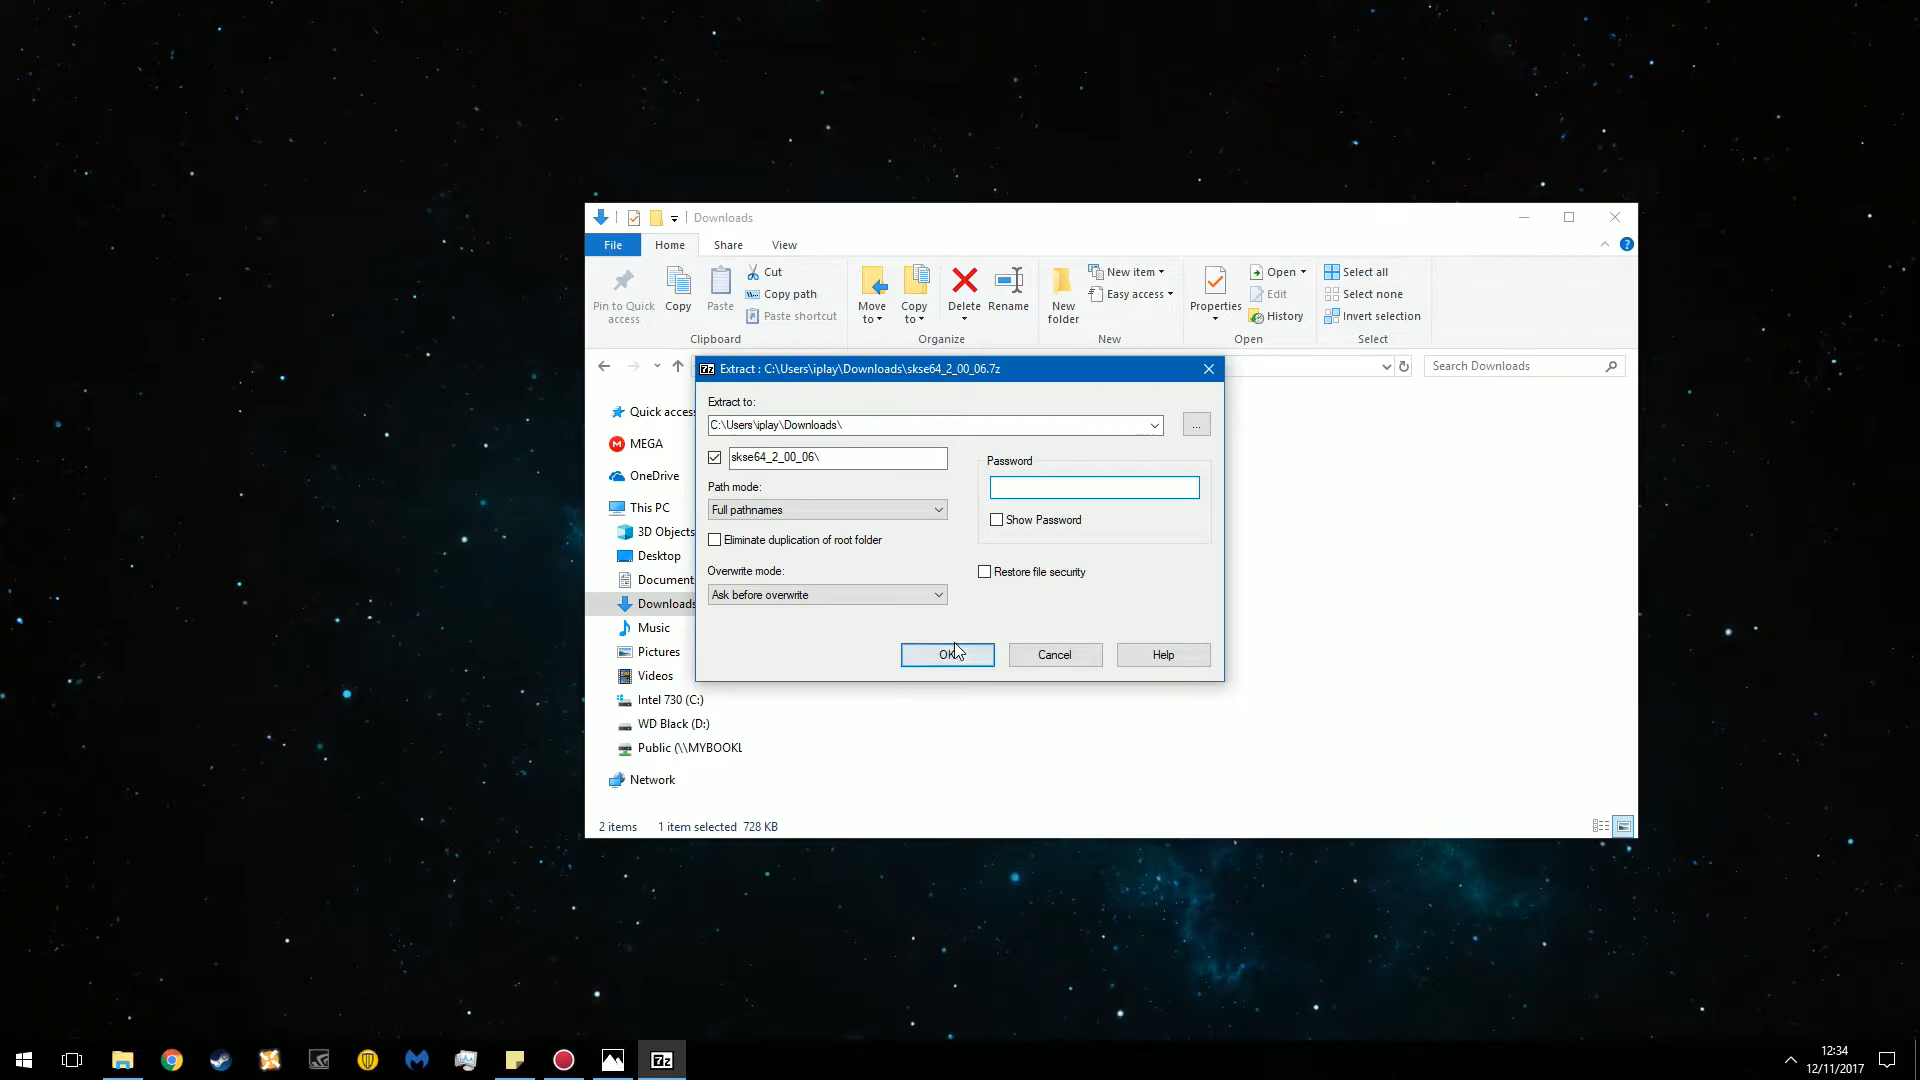 Downloads
File Home Share View
Pin to Quick access
Copy
Paste
Cut
Copy path
Paste shortcut
Clipboard
Move to
Copy to
Delete
Rename
Organize
New folder
New item
Easy access
New
Properties
Open
Edit
History
Open
Select all
Select none
Invert selection
Select
Search Downloads
Quick acces
MEGA
OneDrive
This PC
3D Objects
Desktop
Document
Downloads
Music
Pictures
Videos
Intel 730 (C:)
WD Black (D:)
Public (\\MYBOOKL
Network
2 items 1 item selected 728 KB
7z Extract : C:\Users\iplay\Downloads\skse64_2_00_06.7z
Extract to:
C:\Users\iplay\Downloads\
...
skse64_2_00_06\
Path mode:
Full pathnames
Eliminate duplication of root folder
Overwrite mode:
Ask before overwrite
Password
Show Password
Restore file security
OK
Cancel
Help
7z
12:34
12/11/2017